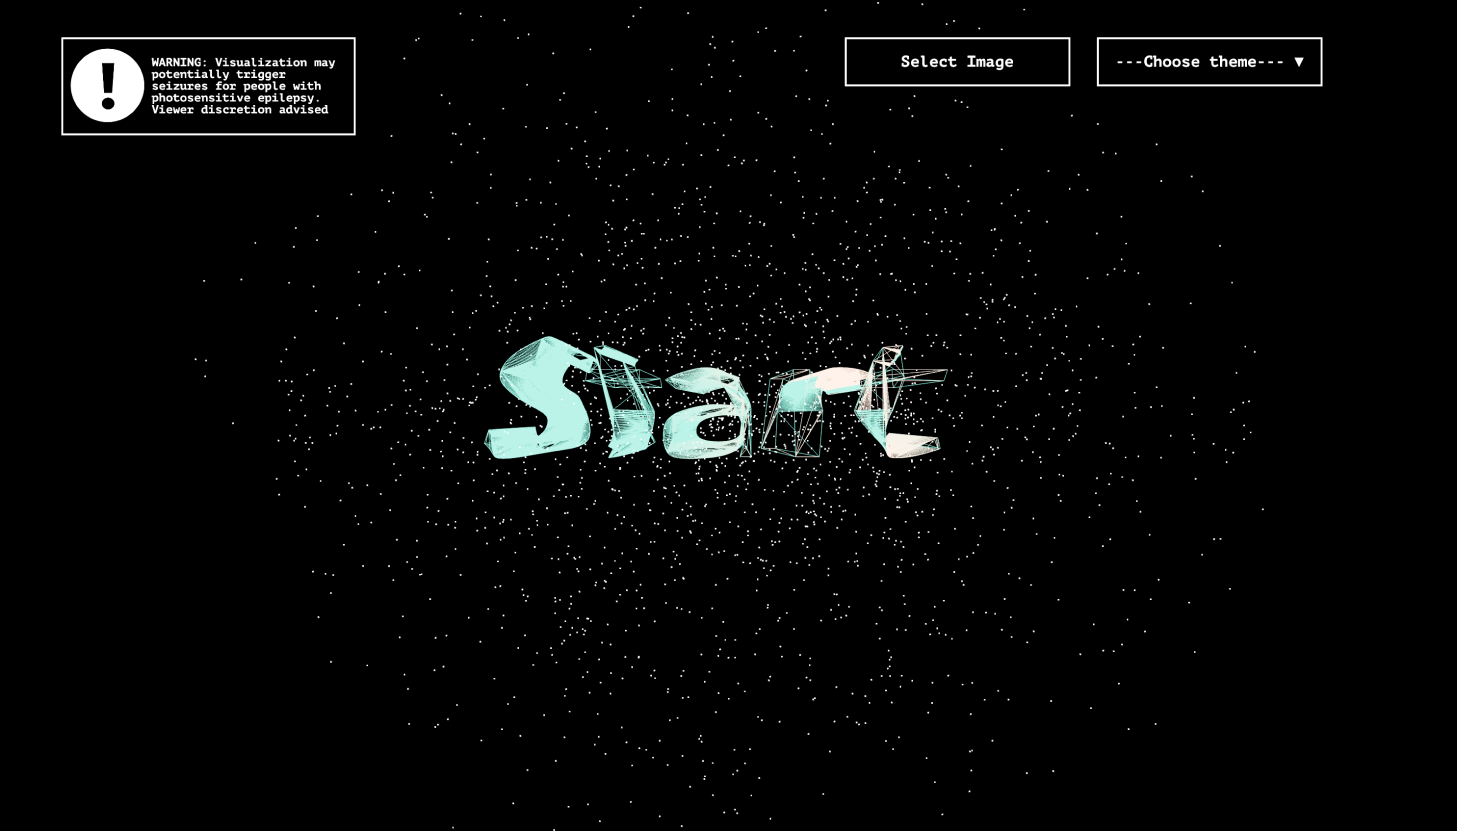 WARNING: Visualization may
potentially trigger
seizures for people with
photosensitive epilepsy.
Viewer discretion advised
Select Image
---Choose theme--- ▼
Start